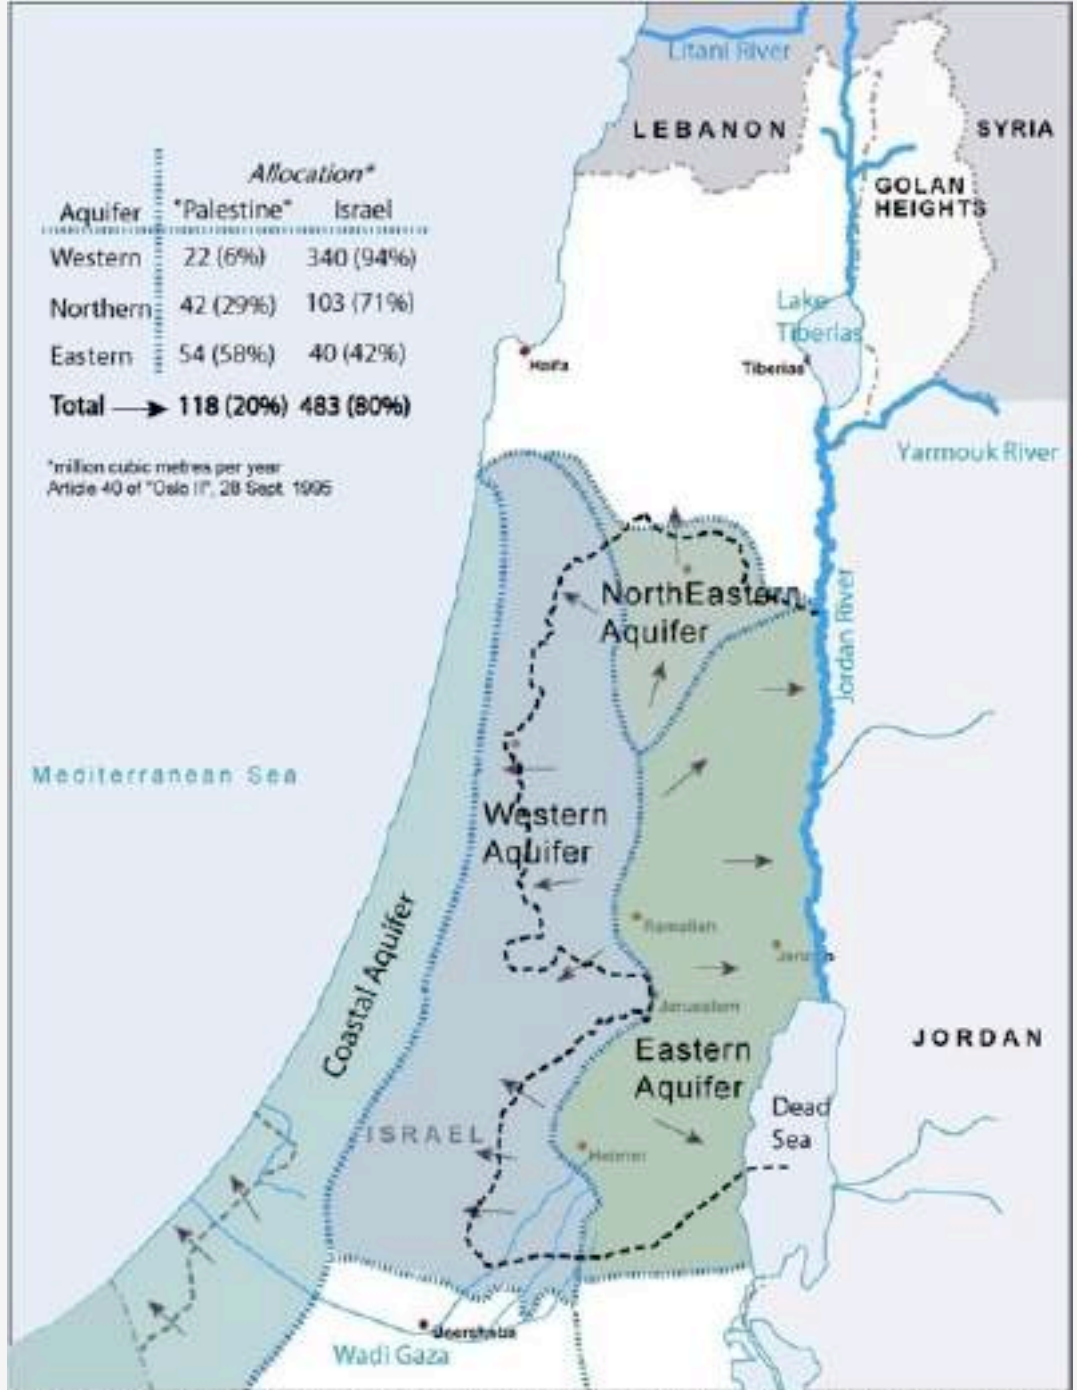 Litani River
LEBANON
SYRIA
GOLAN
HEIGHTS
Allocation*
Aquifer "Palestine" Israel
Western 22 (6%) 340 (94%)
Northern 42 (29%) 103 (71%)
Eastern 54 (58%) 40 (42%)
Total 118 (20%) 483 (80%)
*million cubic metres per year
Article 40 of "Oslo II", 28 Sept. 1995
Lake
Tiberias
Haifa
Tiberias
Yarmouk River
Jordan River
NorthEastern
Aquifer
Mediterranean Sea
Western
Aquifer
Coastal Aquifer
Ramallah
Jerusalem
JORDAN
Eastern
Aquifer
Dead
Sea
ISRAEL
Hebron
Beersheba
Wadi Gaza